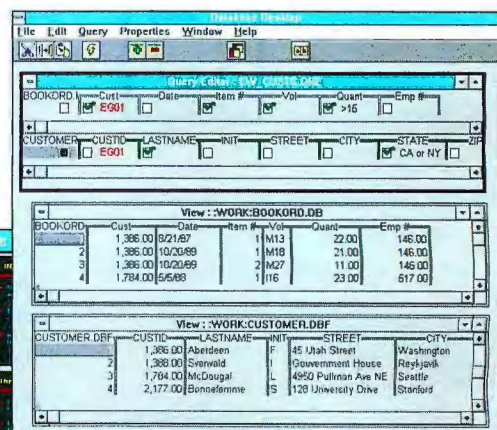 Database Desktop
File Edit Query Properties Window Help
Query Editor : EW_CUSTS.QBE
BOOKORD. Cust Date Item # Vol Quant Emp #
EG01 >15
CUSTOMER CUSTID LASTNAME INIT STREET CITY STATE ZIP
EG01 CA or NY
View : :WORK:BOOKORD.DB
BOOKORD Cust Date Item # Vol Quant Emp #
1,386.00 8/21/87 1 M13 22.00 146.00
2 1,386.00 10/20/89 1 M18 21.00 146.00
3 1,386.00 10/20/89 2 M27 11.00 146.00
4 1,784.00 5/5/88 1 I16 23.00 517.00
View : :WORK:CUSTOMER.DBF
CUSTOMER.DBF CUSTID LASTNAME INIT STREET CITY
1,386.00 Aberdeen F 45 Utah Street Washington
2 1,388.00 Svenvald I Gouvernment House Reykjavik
3 1,784.00 McDougal L 4950 Pullman Ave NE Seattle
4 2,177.00 Bonnefemme S 128 University Drive Stanford